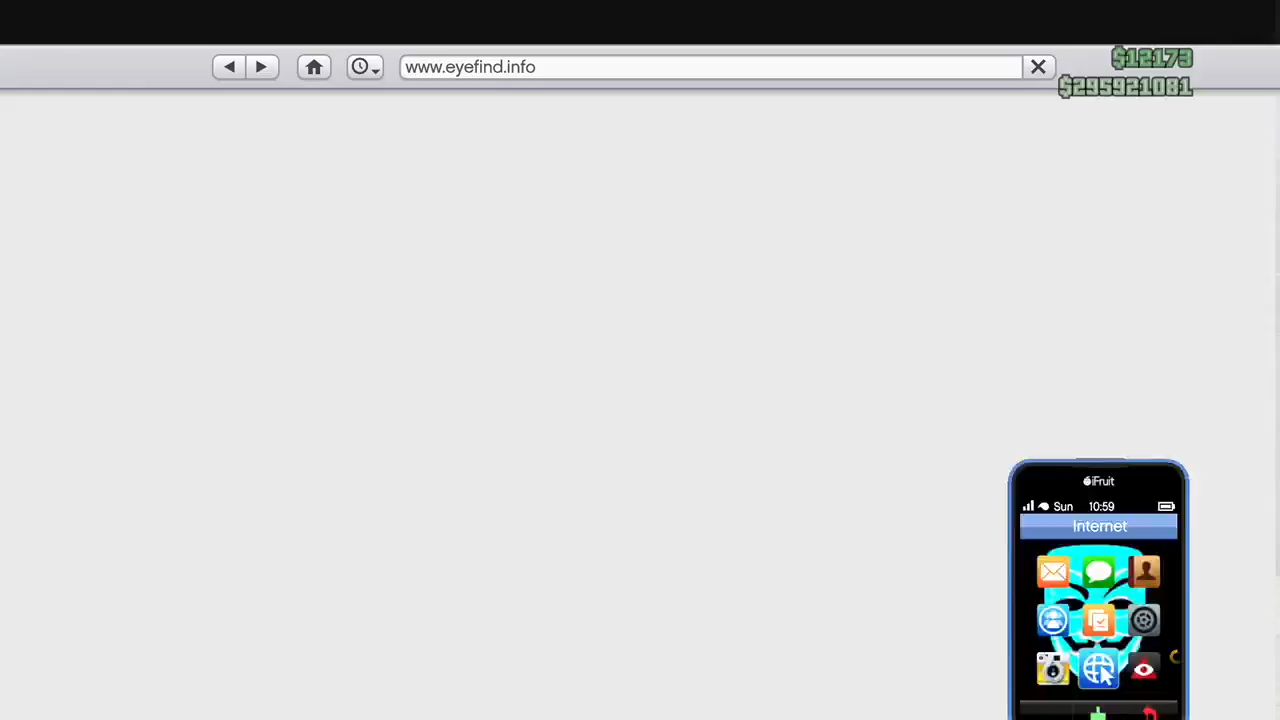 www.eyefind.info
$12173
$295921081
iFruit
Sun 10:59
Internet